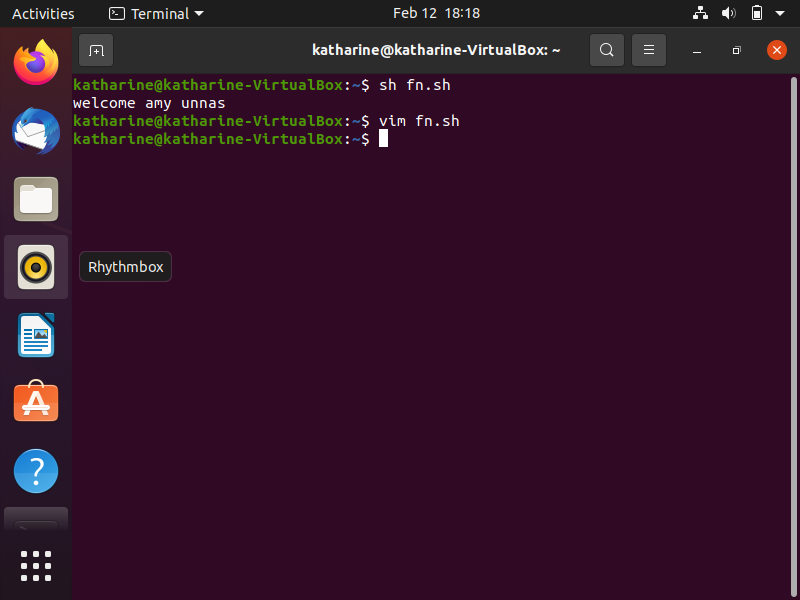 Activities Terminal Feb 12 18:18
katharine@katharine-VirtualBox: ~
katharine@katharine-VirtualBox:~$ sh fn.sh
welcome amy unnas
katharine@katharine-VirtualBox:~$ vim fn.sh
katharine@katharine-VirtualBox:~$
Rhythmbox